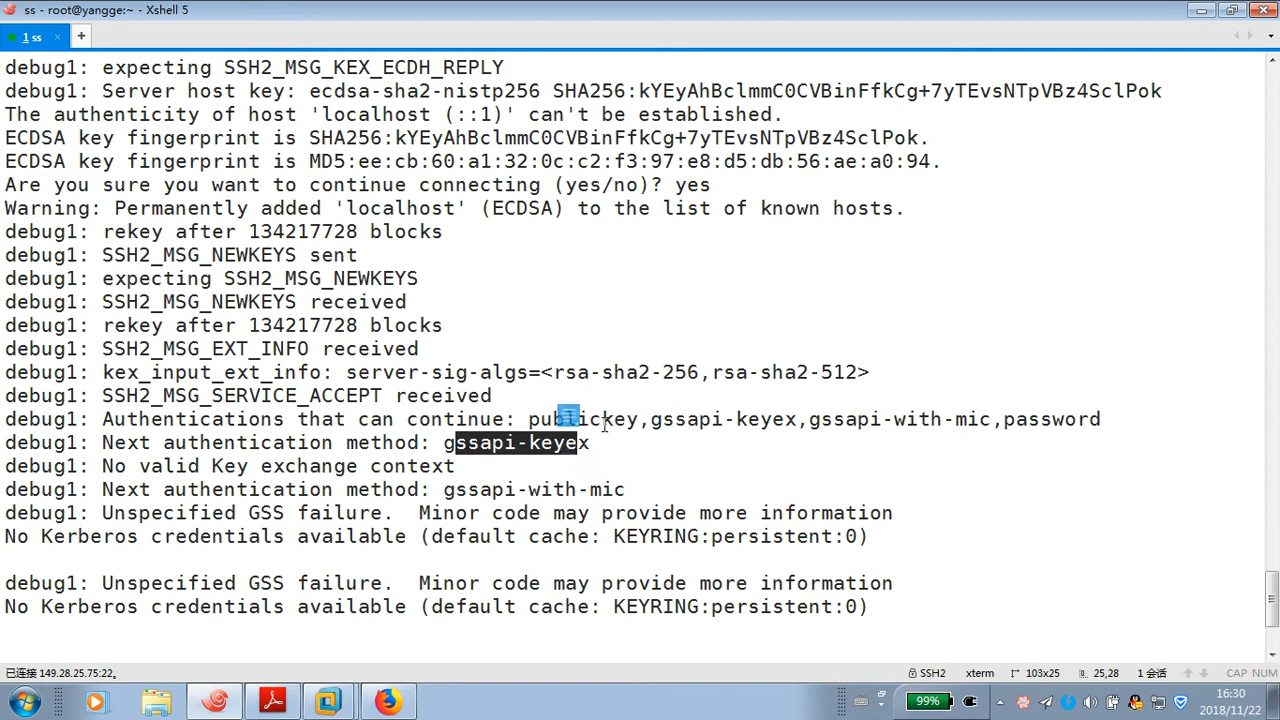 ss - root@yangge:~ - Xshell 5
1 ss × +
debug1: expecting SSH2_MSG_KEX_ECDH_REPLY
debug1: Server host key: ecdsa-sha2-nistp256 SHA256:kYEyAhBclmmC0CVBinFfkCg+7yTEvsNTpVBz4SclPok
The authenticity of host 'localhost (::1)' can't be established.
ECDSA key fingerprint is SHA256:kYEyAhBclmmC0CVBinFfkCg+7yTEvsNTpVBz4SclPok.
ECDSA key fingerprint is MD5:ee:cb:60:a1:32:0c:c2:f3:97:e8:d5:db:56:ae:a0:94.
Are you sure you want to continue connecting (yes/no)? yes
Warning: Permanently added 'localhost' (ECDSA) to the list of known hosts.
debug1: rekey after 134217728 blocks
debug1: SSH2_MSG_NEWKEYS sent
debug1: expecting SSH2_MSG_NEWKEYS
debug1: SSH2_MSG_NEWKEYS received
debug1: rekey after 134217728 blocks
debug1: SSH2_MSG_EXT_INFO received
debug1: kex_input_ext_info: server-sig-algs=<rsa-sha2-256,rsa-sha2-512>
debug1: SSH2_MSG_SERVICE_ACCEPT received
debug1: Authentications that can continue: publickey,gssapi-keyex,gssapi-with-mic,password
debug1: Next authentication method: gssapi-keyex
debug1: No valid Key exchange context
debug1: Next authentication method: gssapi-with-mic
debug1: Unspecified GSS failure.  Minor code may provide more information
No Kerberos credentials available (default cache: KEYRING:persistent:0)
debug1: Unspecified GSS failure.  Minor code may provide more information
No Kerberos credentials available (default cache: KEYRING:persistent:0)
已连接 149.28.25.75:22。 SSH2 xterm 103x25 25,28 1 会话 CAP NUM
99% 16:30
2018/11/22